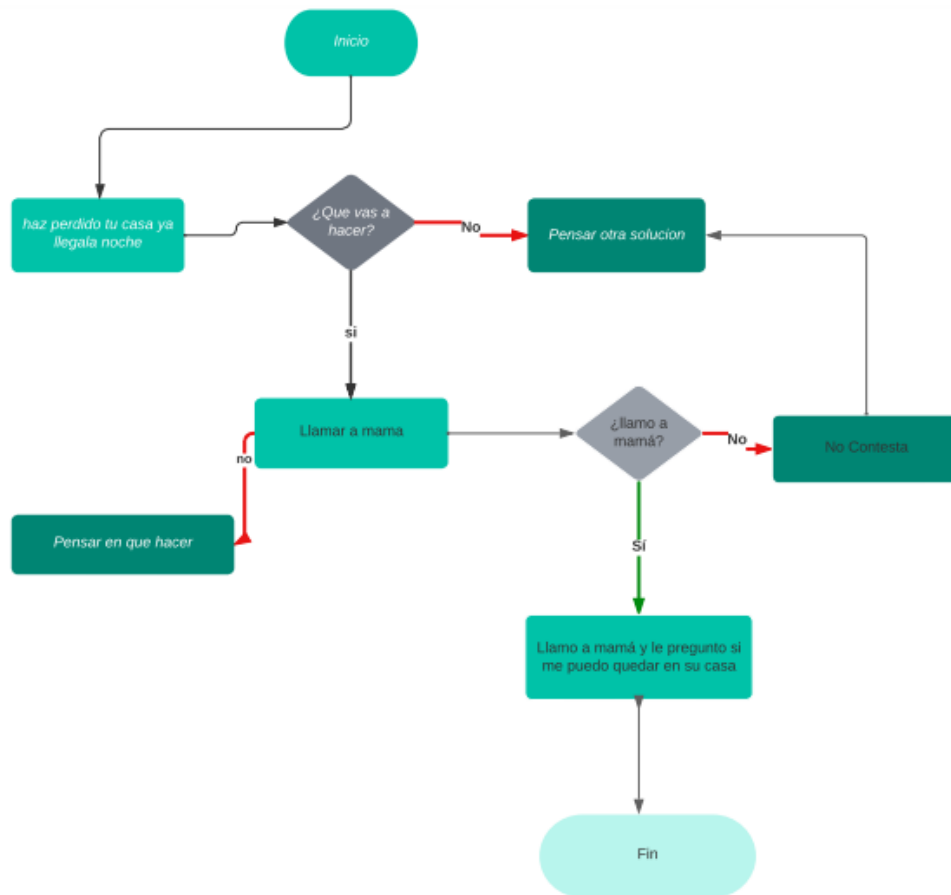 Inicio
haz perdido tu casa ya
llegala noche
¿Que vas a
hacer?
No
Pensar otra solucion
si
Llamar a mama
¿llamo a
mamá?
No
No Contesta
no
Pensar en que hacer
Sí
Llamo a mamá y le pregunto si
me puedo quedar en su casa
Fin